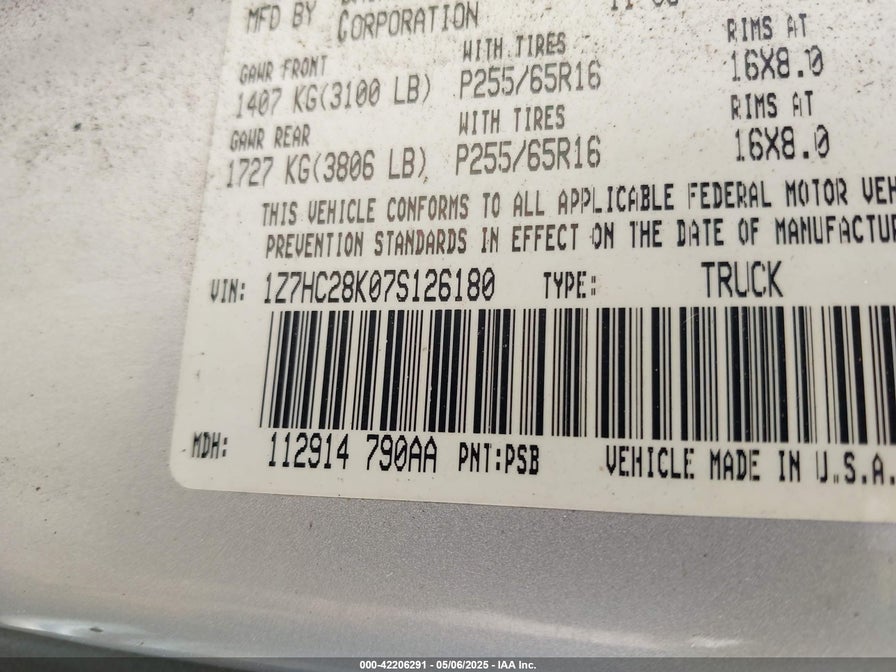 MFD BY CORPORATION
GAWR FRONT WITH TIRES RIMS AT
1407 KG(3100 LB) P255/65R16 16X8.0
GAWR REAR WITH TIRES RIMS AT
1727 KG(3806 LB) P255/65R16 16X8.0
THIS VEHICLE CONFORMS TO ALL APPLICABLE FEDERAL MOTOR VEH
PREVENTION STANDARDS IN EFFECT ON THE DATE OF MANUFACTUR
VIN: 1Z7HC28K07S126180 TYPE: TRUCK
MDH: 112914 790AA PNT:PSB VEHICLE MADE IN U.S.A.
000-42206291 - 05/06/2025 - IAA Inc.